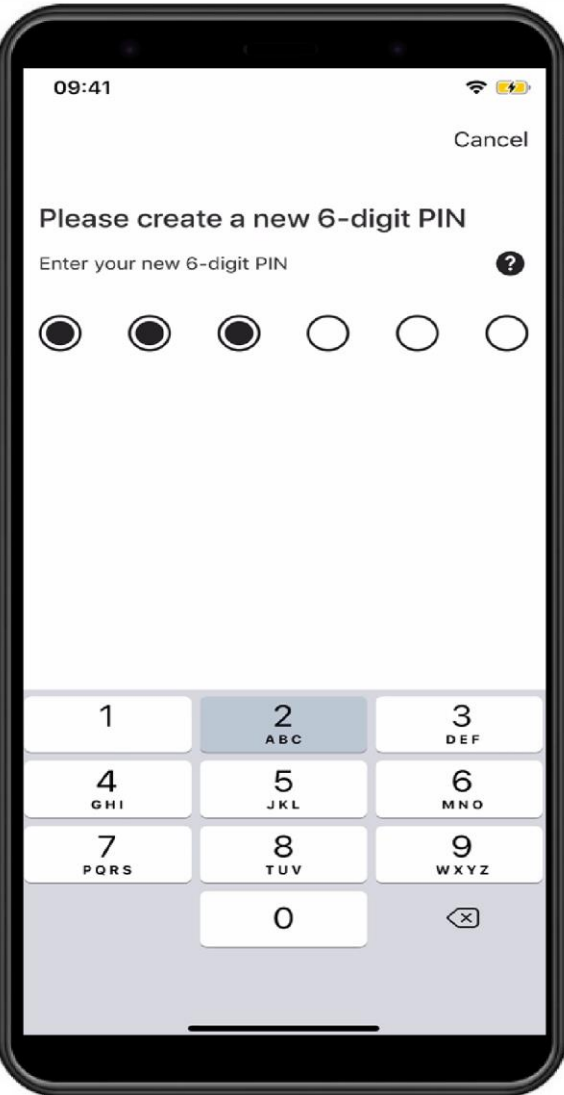 09:41
Cancel
Please create a new 6-digit PIN
Enter your new 6-digit PIN
?
1 2 3
ABC DEF
4 5 6
GHI JKL MNO
7 8 9
PQRS TUV WXYZ
0